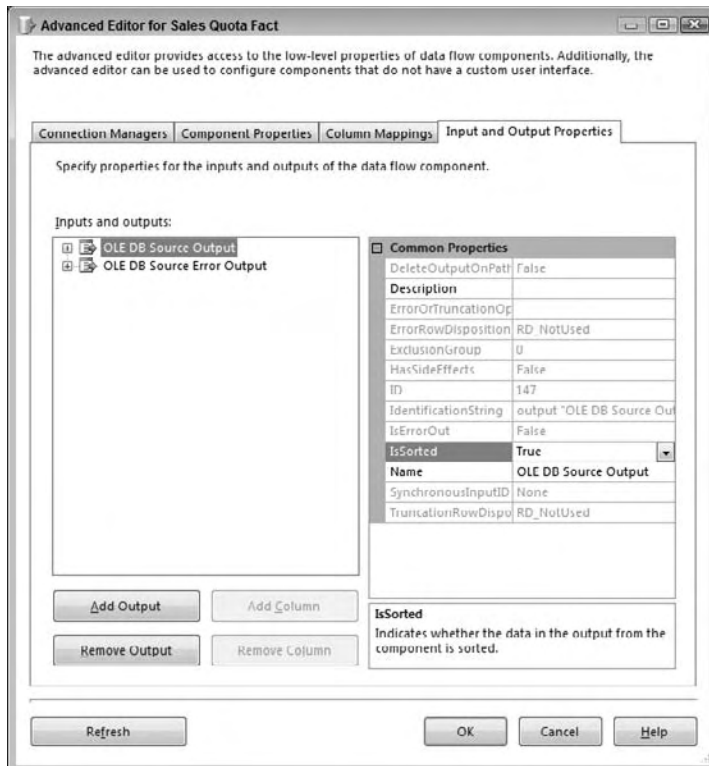 Advanced Editor for Sales Quota Fact
The advanced editor provides access to the low-level properties of data flow components. Additionally, the
advanced editor can be used to configure components that do not have a custom user interface.
Connection Managers Component Properties Column Mappings Input and Output Properties
Specify properties for the inputs and outputs of the data flow component.
Inputs and outputs:
OLE DB Source Output
OLE DB Source Error Output
Common Properties
DeleteOutputOnPath False
Description
ErrorOrTruncationOp
ErrorRowDisposition RD_NotUsed
ExclusionGroup 0
HasSideEffects False
ID 147
IdentificationString output "OLE DB Source Out
IsErrorOut False
IsSorted True
Name OLE DB Source Output
SynchronousInputID None
TruncationRowDispo RD_NotUsed
Add Output Add Column
Remove Output Remove Column
IsSorted
Indicates whether the data in the output from the
component is sorted.
Refresh OK Cancel Help